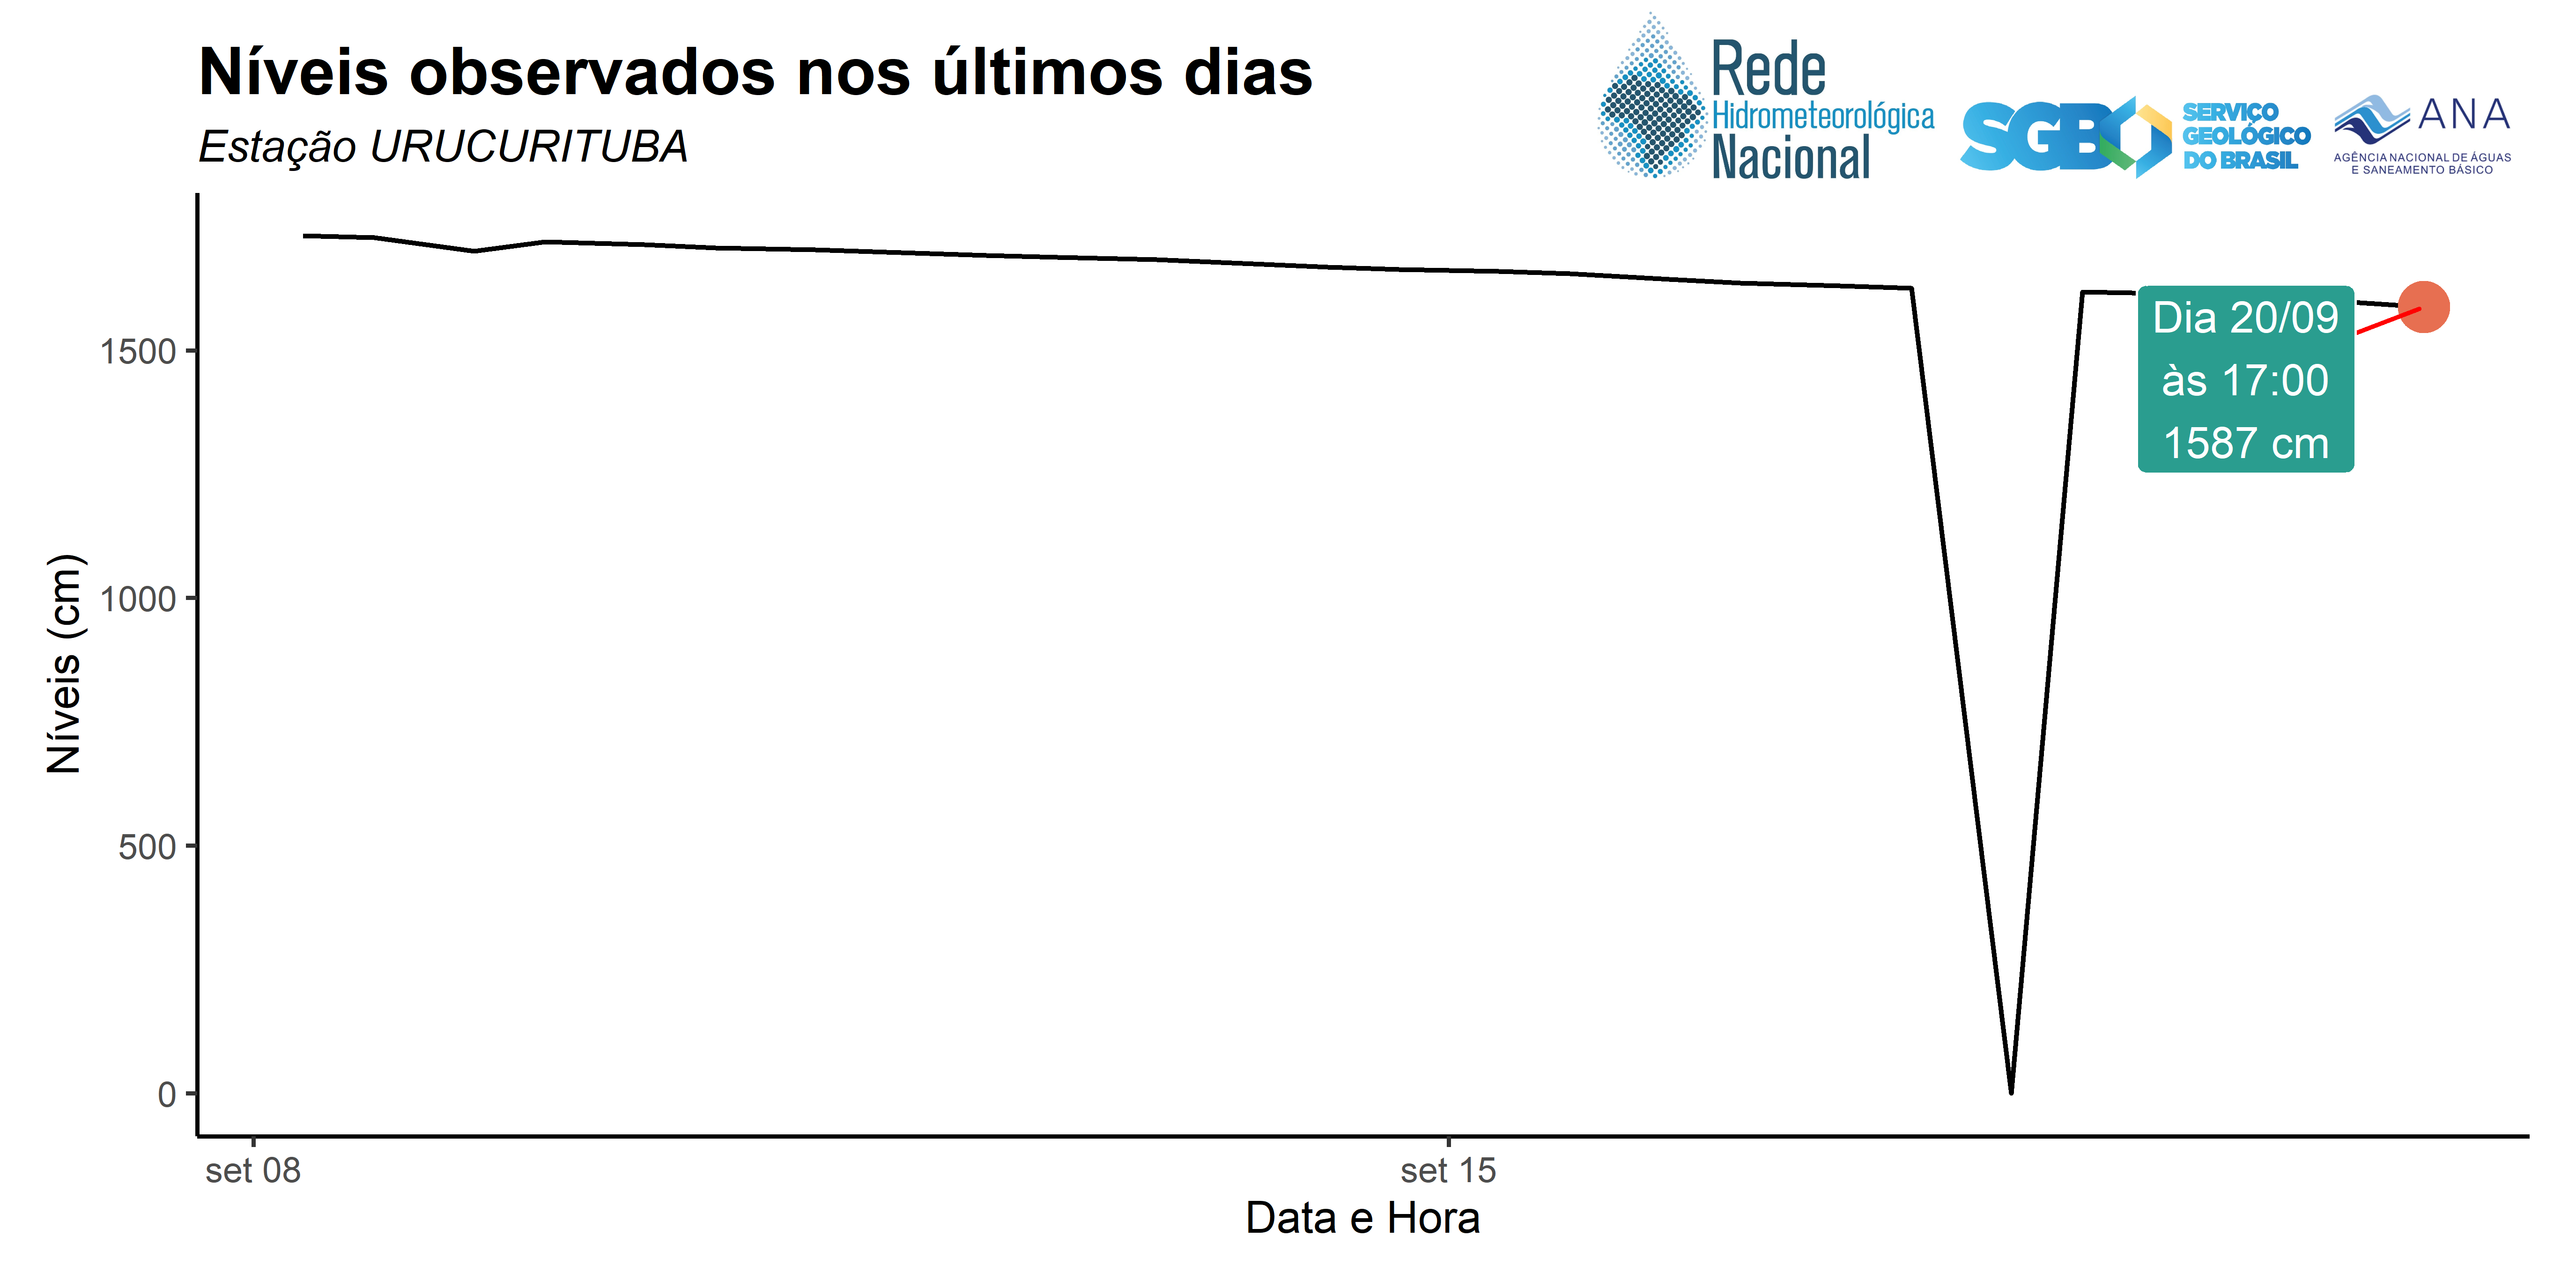 Níveis observados nos últimos dias
Estação URUCURITUBA
Rede
Hidrometeorológica
Nacional
SGB
SERVIÇO
GEOLÓGICO
DO BRASIL
ANA
AGÊNCIA NACIONAL DE ÁGUAS
E SANEAMENTO BÁSICO
Níveis (cm)
1500
1000
500
0
Dia 20/09
às 17:00
1587 cm
set 08
set 15
Data e Hora